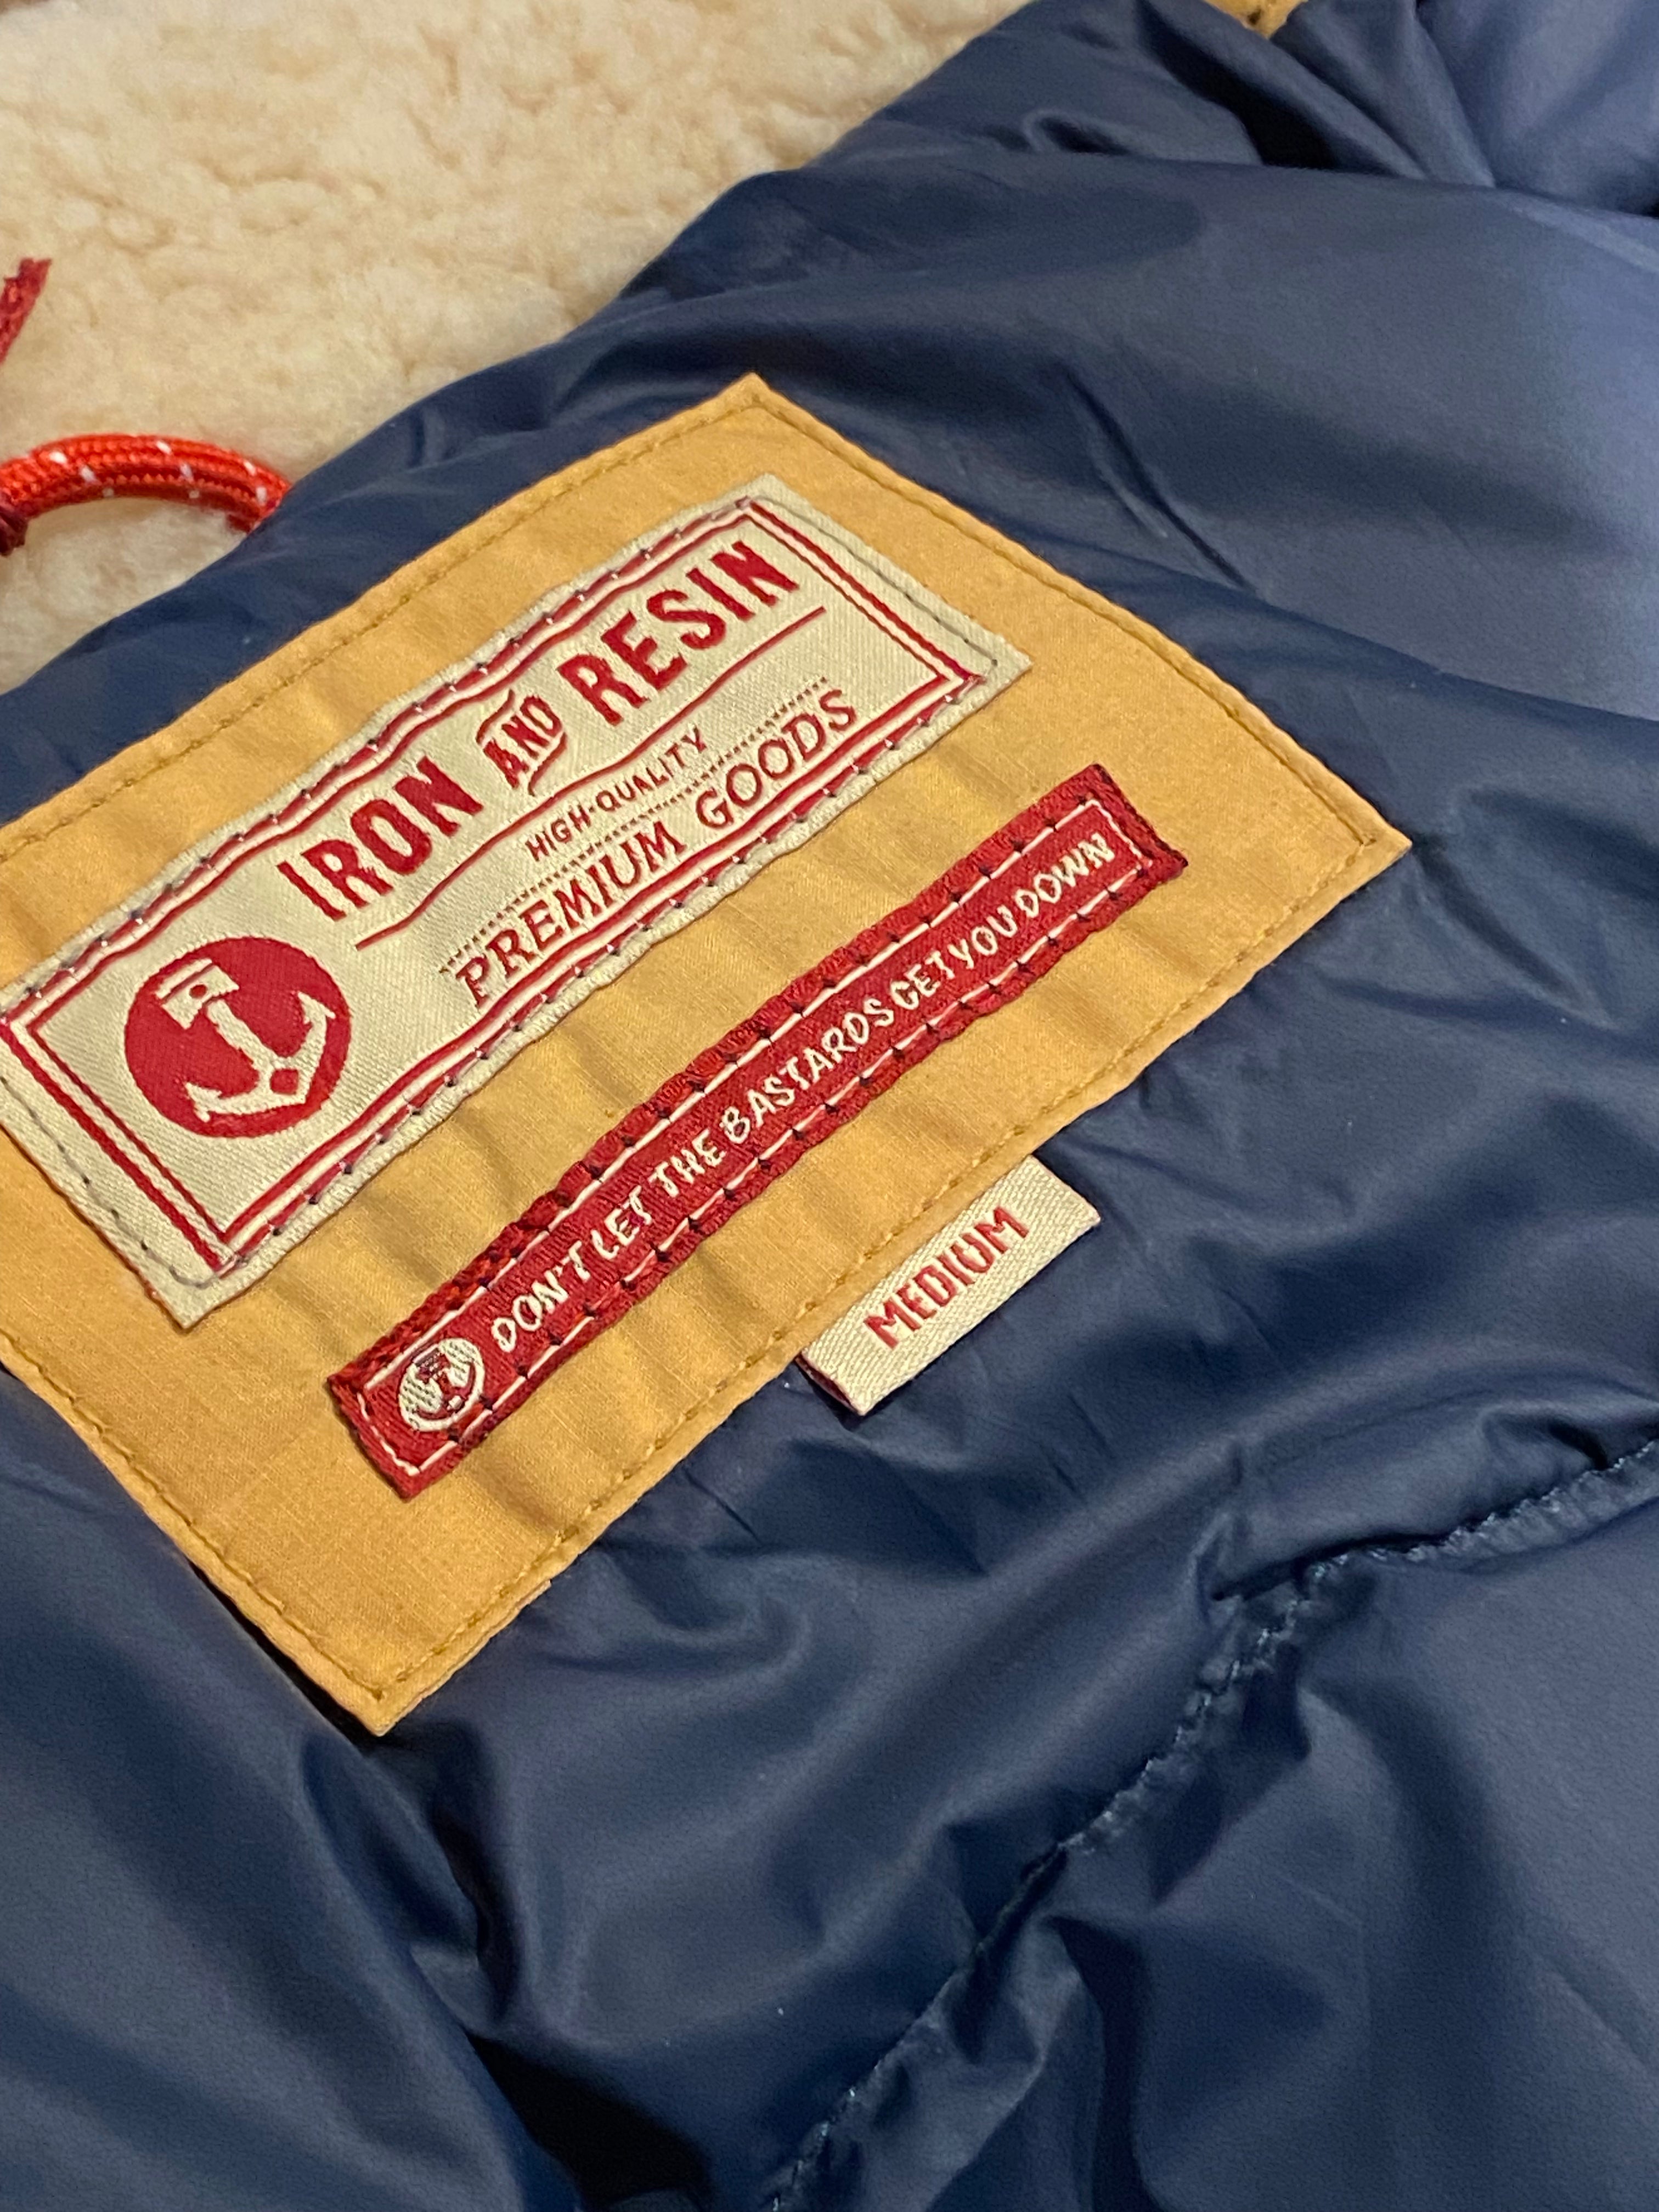 IRON AND RESIN
HIGH-QUALITY
PREMIUM GOODS
DON'T LET THE BASTARDS GET YOU DOWN
MEDIUM